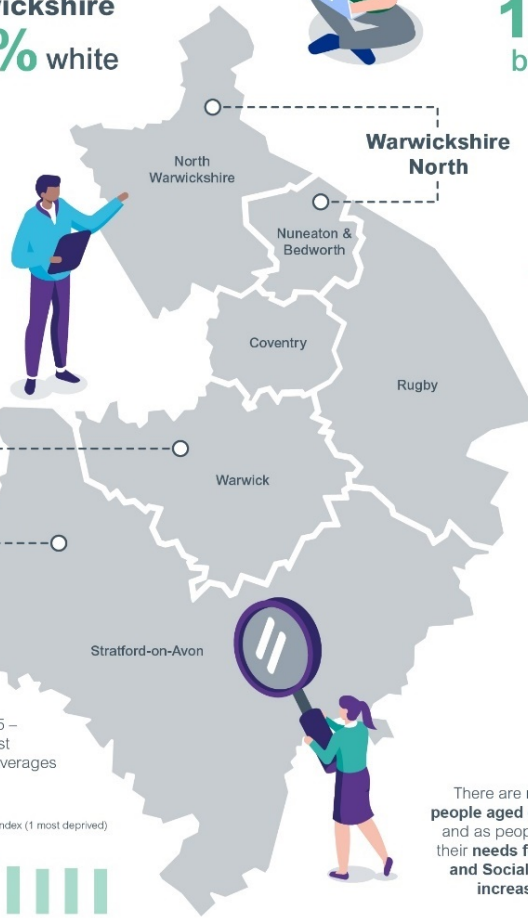 wickshire
% white
1
b
Warwickshire
North
North
Warwickshire
Nuneaton &
Bedworth
Coventry
Rugby
Warwick
Stratford-on-Avon
5 –
st
verages
ndex (1 most deprived)
There are
people aged
and as peop
their needs f
and Social
increas